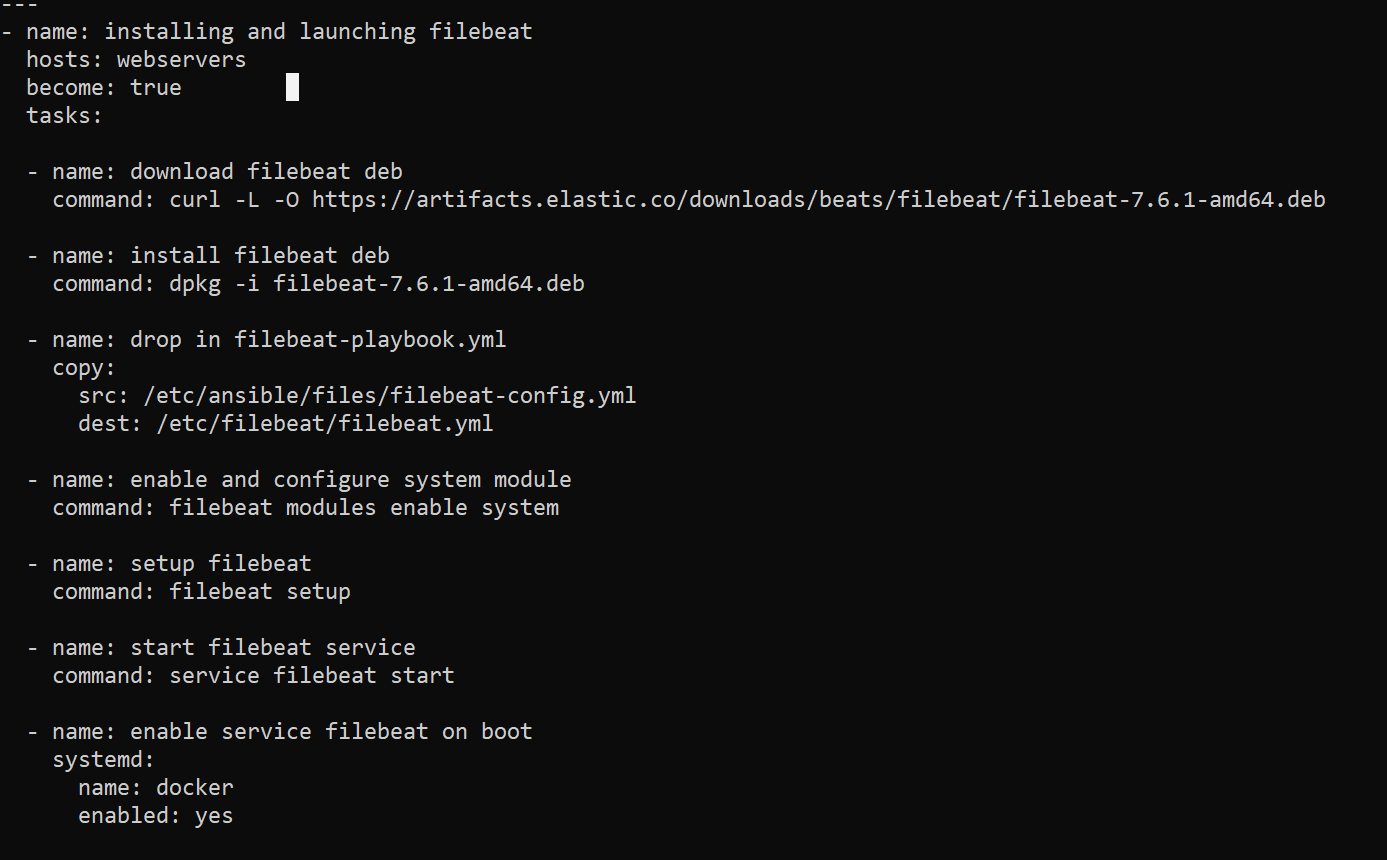 ---
- name: installing and launching filebeat
  hosts: webservers
  become: true
  tasks:

  - name: download filebeat deb
    command: curl -L -O https://artifacts.elastic.co/downloads/beats/filebeat/filebeat-7.6.1-amd64.deb

  - name: install filebeat deb
    command: dpkg -i filebeat-7.6.1-amd64.deb

  - name: drop in filebeat-playbook.yml
    copy:
      src: /etc/ansible/files/filebeat-config.yml
      dest: /etc/filebeat/filebeat.yml

  - name: enable and configure system module
    command: filebeat modules enable system

  - name: setup filebeat
    command: filebeat setup

  - name: start filebeat service
    command: service filebeat start

  - name: enable service filebeat on boot
    systemd:
      name: docker
      enabled: yes